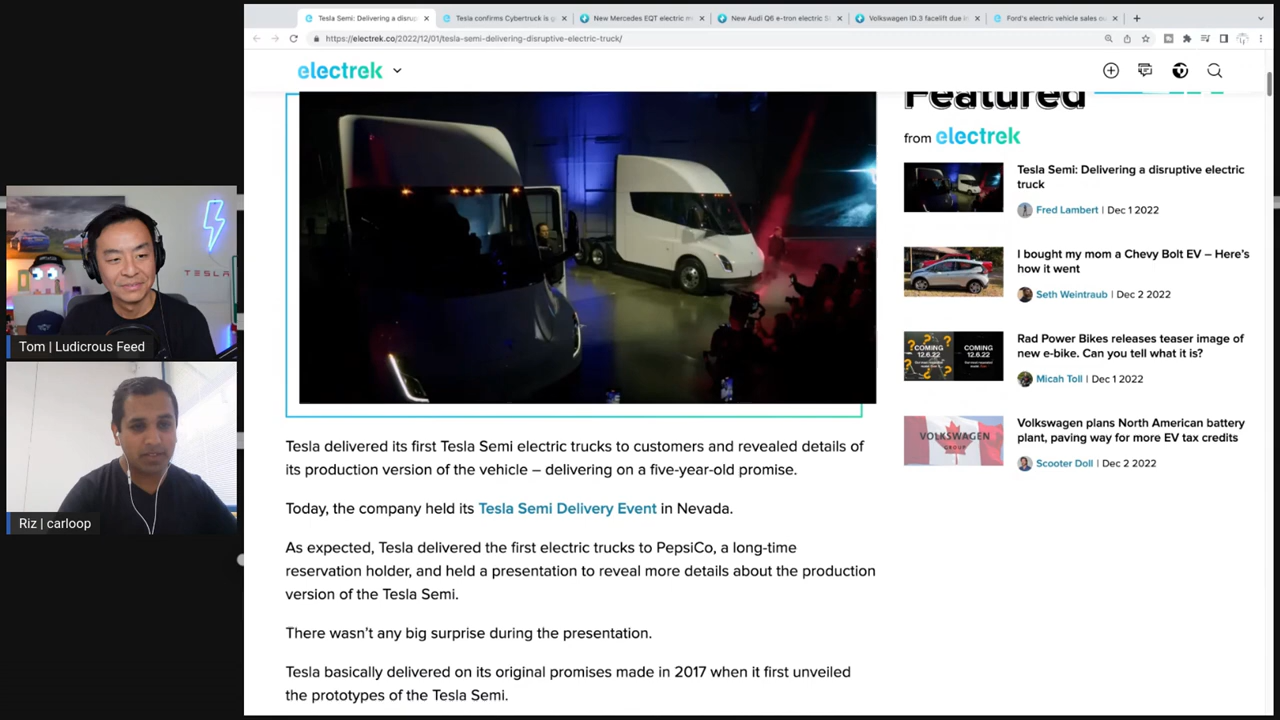 Tesla Semi: Delivering a disrup
Tesla confirms Cybertruck is g
New Mercedes EQT electric m
New Audi Q6 e-tron electric S
Volkswagen ID.3 facelift due i
Ford's electric vehicle sales o
https://electrek.co/2022/12/01/tesla-semi-delivering-disruptive-electric-truck/
electrek
Featured
from electrek
Tesla Semi: Delivering a disruptive electric
truck
Fred Lambert | Dec 1 2022
I bought my mom a Chevy Bolt EV – Here's
how it went
Seth Weintraub | Dec 2 2022
COMING
12.6.22
COMING
12.6.22
Rad Power Bikes releases teaser image of
new e-bike. Can you tell what it is?
Micah Toll | Dec 1 2022
VOLKSWAGEN
GROUP
Volkswagen plans North American battery
plant, paving way for more EV tax credits
Scooter Doll | Dec 2 2022
TESLA
Tom | Ludicrous Feed
Riz | carloop
Tesla delivered its first Tesla Semi electric trucks to customers and revealed details of
its production version of the vehicle – delivering on a five-year-old promise.
Today, the company held its Tesla Semi Delivery Event in Nevada.
As expected, Tesla delivered the first electric trucks to PepsiCo, a long-time
reservation holder, and held a presentation to reveal more details about the production
version of the Tesla Semi.
There wasn't any big surprise during the presentation.
Tesla basically delivered on its original promises made in 2017 when it first unveiled
the prototypes of the Tesla Semi.